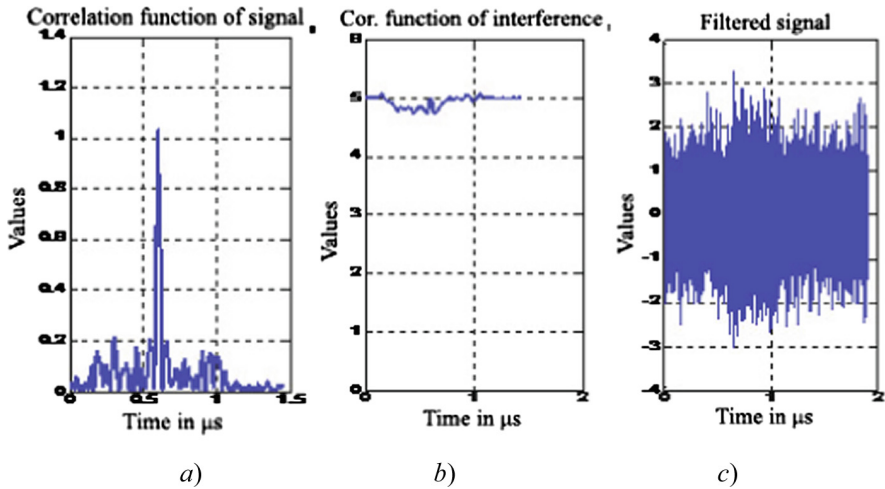 Correlation function of signal
Values
1.4
1.2
1
0.8
0.6
0.4
0.2
0
0 0.5 1 1.5
Time in μs
a)
Cor. function of interference
Values
8
5
4
3
2
1
0
0 1 2
Time in μs
b)
Filtered signal
Values
4
3
2
1
0
-1
-2
-3
-4
0 1 2
Time in μs
c)